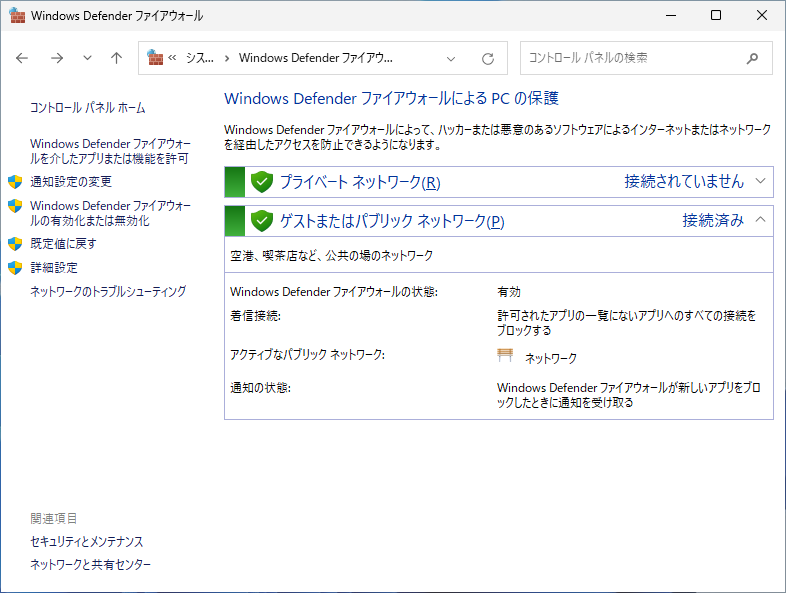 Windows Defender ファイアウォール
« シス... › Windows Defender ファイアウ...
コントロール パネルの検索
コントロール パネル ホーム
Windows Defender ファイアウォー
ルを介したアプリまたは機能を許可
通知設定の変更
Windows Defender ファイアウォー
ルの有効化または無効化
既定値に戻す
詳細設定
ネットワークのトラブルシューティング
Windows Defender ファイアウォールによる PC の保護
Windows Defender ファイアウォールによって、ハッカーまたは悪意のあるソフトウェアによるインターネットまたはネットワーク
を経由したアクセスを防止できるようになります。
プライベート ネットワーク(R) 接続されていません
ゲストまたはパブリック ネットワーク(P) 接続済み
空港、喫茶店など、公共の場のネットワーク
Windows Defender ファイアウォールの状態: 有効
着信接続: 許可されたアプリの一覧にないアプリへのすべての接続を
ブロックする
アクティブなパブリック ネットワーク: ネットワーク
通知の状態: Windows Defender ファイアウォールが新しいアプリをブロ
ックしたときに通知を受け取る
関連項目
セキュリティとメンテナンス
ネットワークと共有センター